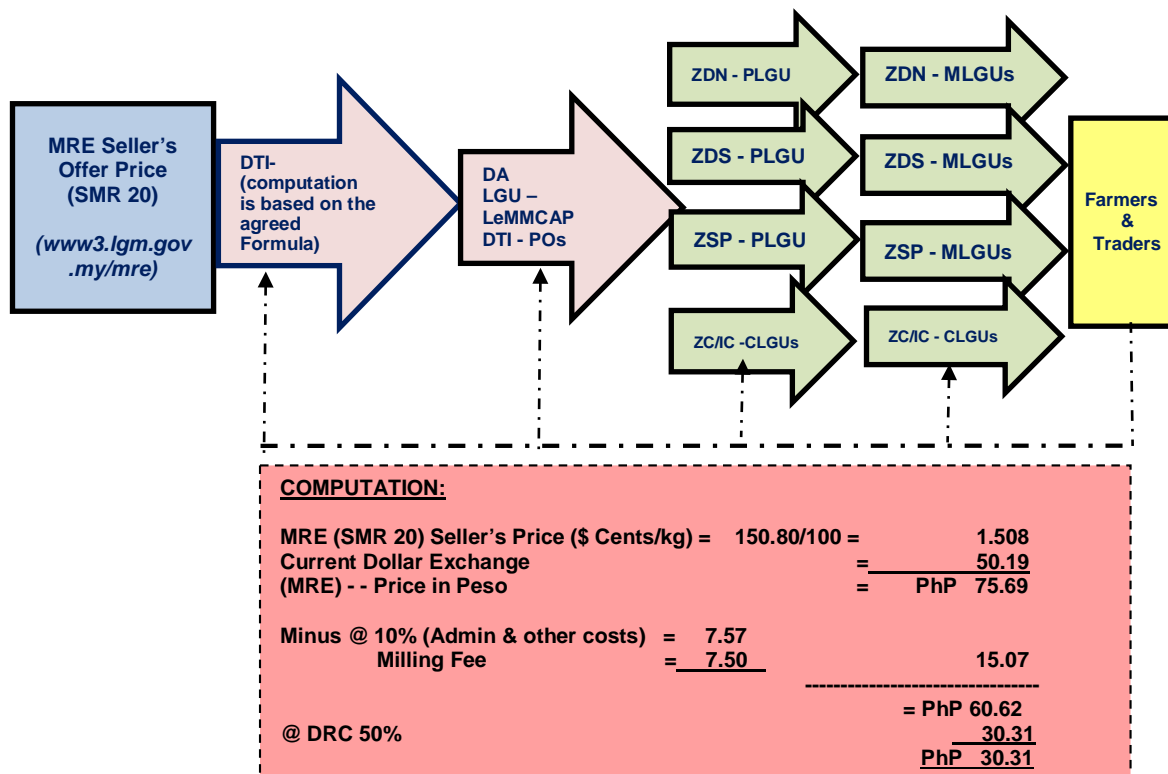 MRE Seller's
Offer Price
(SMR 20)
(www3.lgm.gov
.my/mre)
DTI-
(computation
is based on the
agreed
Formula)
DA
LGU –
LeMMCAP
DTI - POs
ZDN - PLGU
ZDS - PLGU
ZSP - PLGU
ZC/IC -CLGUs
ZDN - MLGUs
ZDS - MLGUs
ZSP - MLGUs
ZC/IC - CLGUs
Farmers
&
Traders
COMPUTATION:
MRE (SMR 20) Seller's Price ($ Cents/kg) = 150.80/100 = 1.508
Current Dollar Exchange = 50.19
(MRE) - - Price in Peso = PhP 75.69
Minus @ 10% (Admin & other costs) = 7.57
Milling Fee = 7.50 15.07
---------------------------------
= PhP 60.62
@ DRC 50% 30.31
PhP 30.31